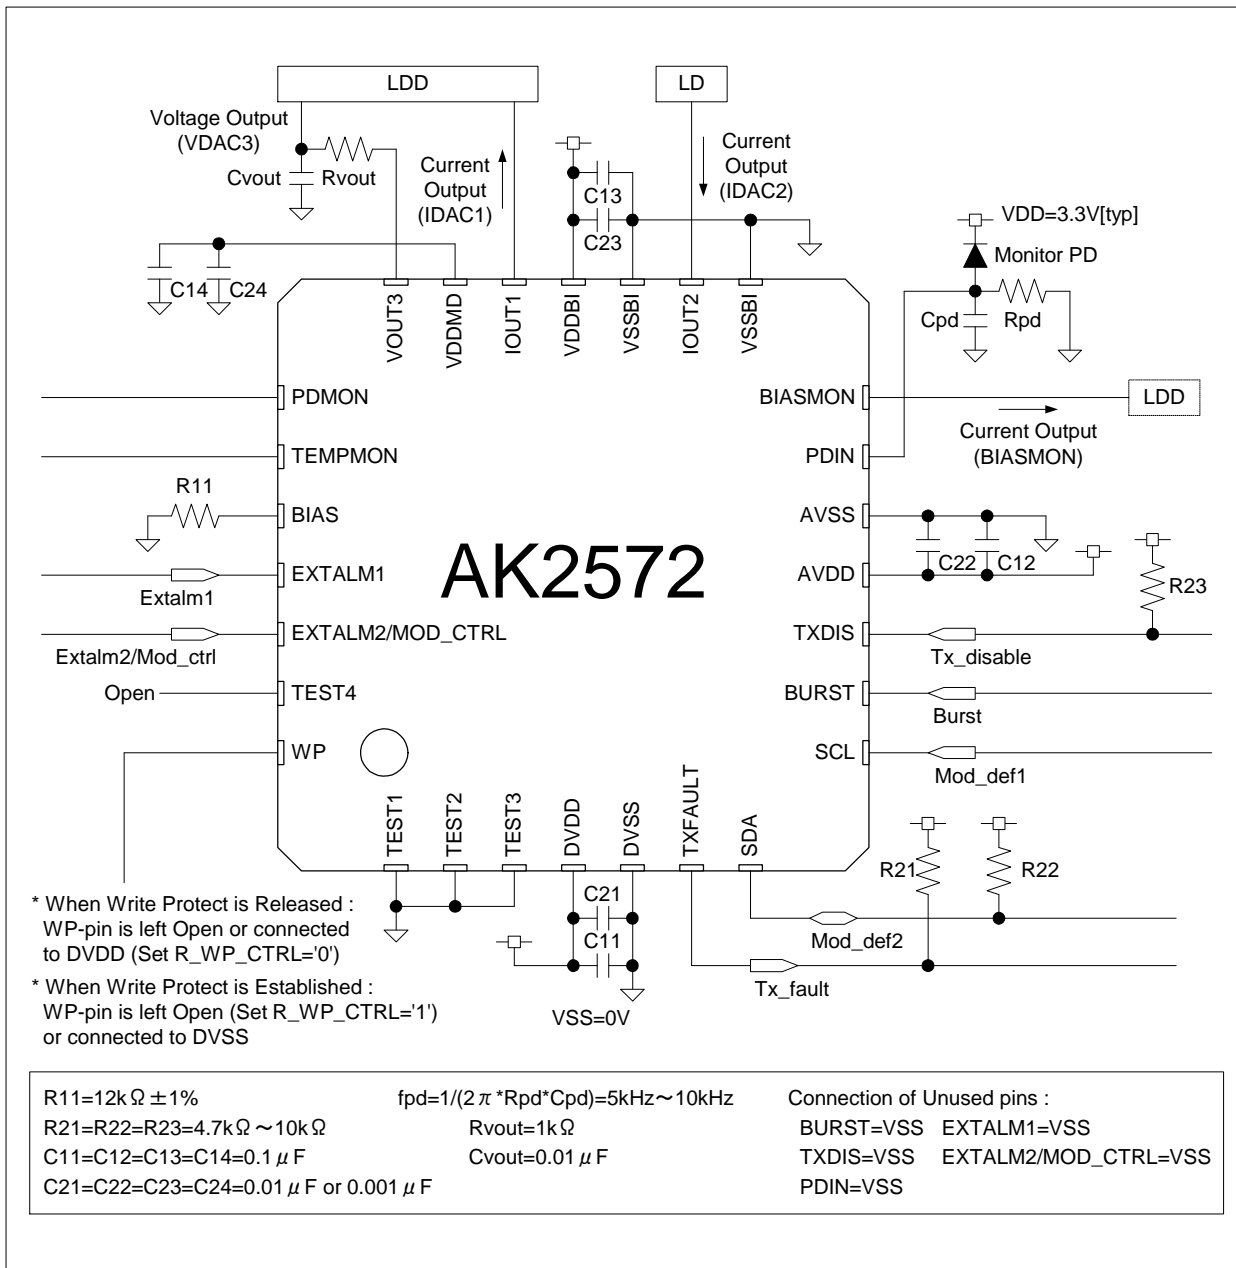 LDD
LD
Voltage Output
(VDAC3)
Cvout
Rvout
Current
Output
(IDAC1)
C13
C23
Current
Output
(IDAC2)
VDD=3.3V[typ]
Monitor PD
Cpd
Rpd
C14
C24
VOUT3
VDDMD
IOUT1
VDDBI
VSSBI
IOUT2
VSSBI
PDMON
TEMPMON
R11
BIAS
EXTALM1
Extalm1
EXTALM2/MOD_CTRL
Extalm2/Mod_ctrl
Open
TEST4
WP
AK2572
BIASMON
LDD
Current Output
(BIASMON)
PDIN
AVSS
C22
C12
AVDD
R23
TXDIS
Tx_disable
BURST
Burst
SCL
Mod_def1
TEST1
TEST2
TEST3
DVDD
DVSS
TXFAULT
SDA
R21
R22
C21
C11
Mod_def2
Tx_fault
VSS=0V
* When Write Protect is Released :
WP-pin is left Open or connected
to DVDD (Set R_WP_CTRL='0')
* When Write Protect is Established :
WP-pin is left Open (Set R_WP_CTRL='1')
or connected to DVSS
R11=12kΩ±1%
R21=R22=R23=4.7kΩ~10kΩ
C11=C12=C13=C14=0.1μF
C21=C22=C23=C24=0.01μF or 0.001μF
fpd=1/(2π*Rpd*Cpd)=5kHz~10kHz
Rvout=1kΩ
Cvout=0.01μF
Connection of Unused pins :
BURST=VSS EXTALM1=VSS
TXDIS=VSS EXTALM2/MOD_CTRL=VSS
PDIN=VSS